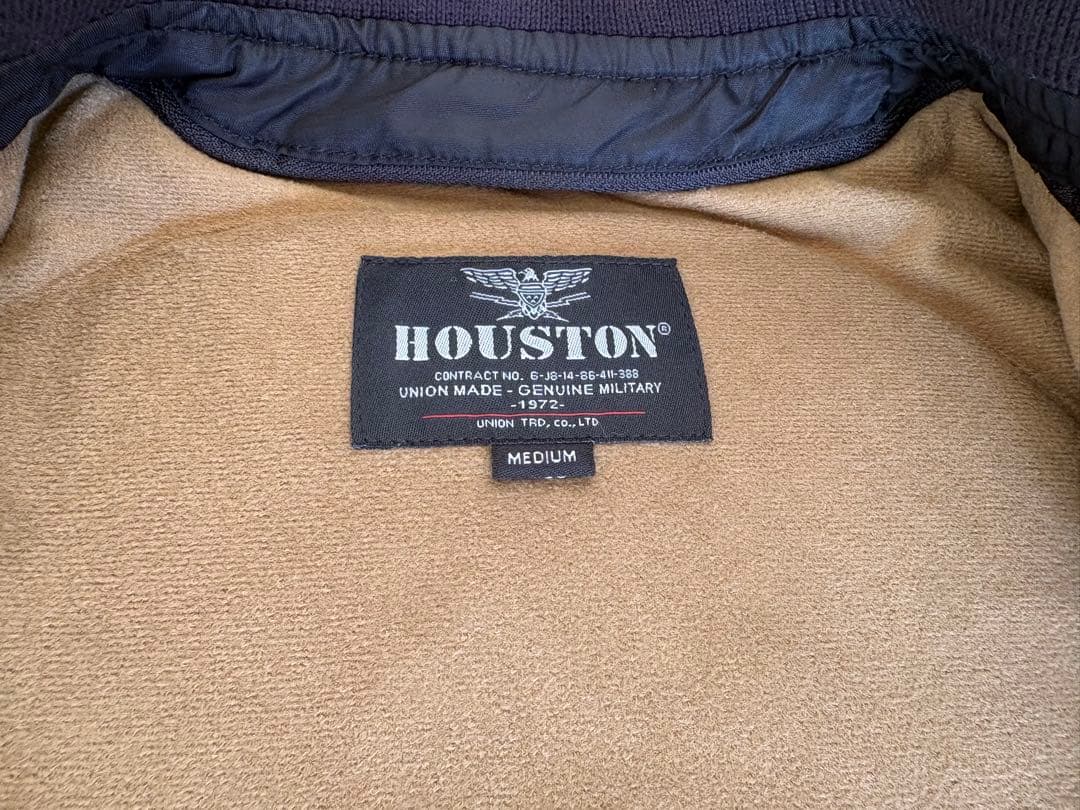 HOUSTON®
CONTRACT NO. 6-J8-14-86-411-388
UNION MADE - GENUINE MILITARY
-1972-
UNION TRD, CO., LTD
MEDIUM